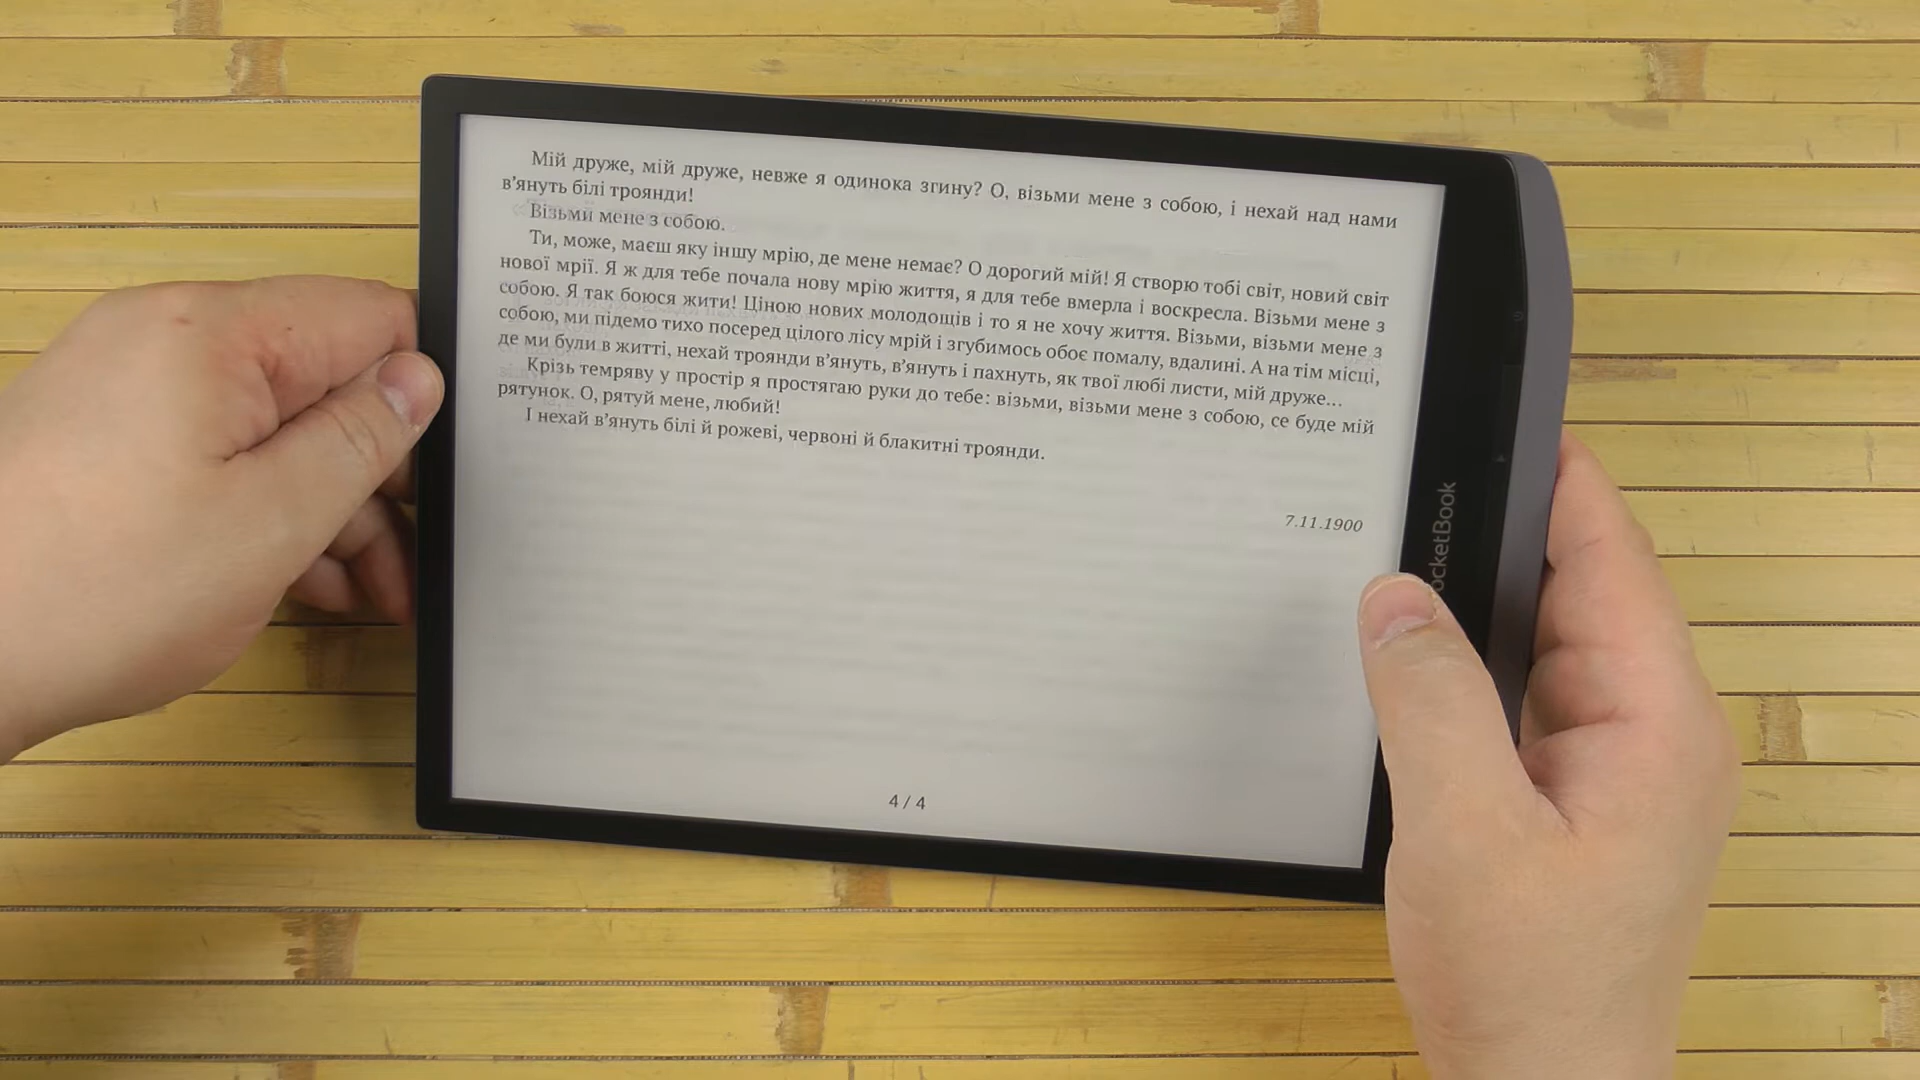 Мій друже, мій друже, невже я одинока згину? О, візьми мене з собою, і нехай над нами
в’януть білі троянди!
Візьми мене з собою.
Ти, може, маєш яку іншу мрію, де мене немає? О дорогий мій! Я створю тобі світ, новий світ
нової мрії. Я ж для тебе почала нову мрію життя, я для тебе вмерла і воскресла. Візьми мене з
собою. Я так боюся жити! Ціною нових молодощів і то я не хочу життя. Візьми, візьми мене з
собою, ми підемо тихо посеред цілого лісу мрій і згубимось обоє помалу, вдалині. А на тім місці,
де ми були в житті, нехай троянди в’януть, в’януть і пахнуть, як твої любі листи, мій друже...
Крізь темряву у простір я простягаю руки до тебе: візьми, візьми мене з собою, се буде мій
рятунок. О, рятуй мене, любий!
І нехай в’януть білі й рожеві, червоні й блакитні троянди.
7.11.1900
4 / 4
ocketBook